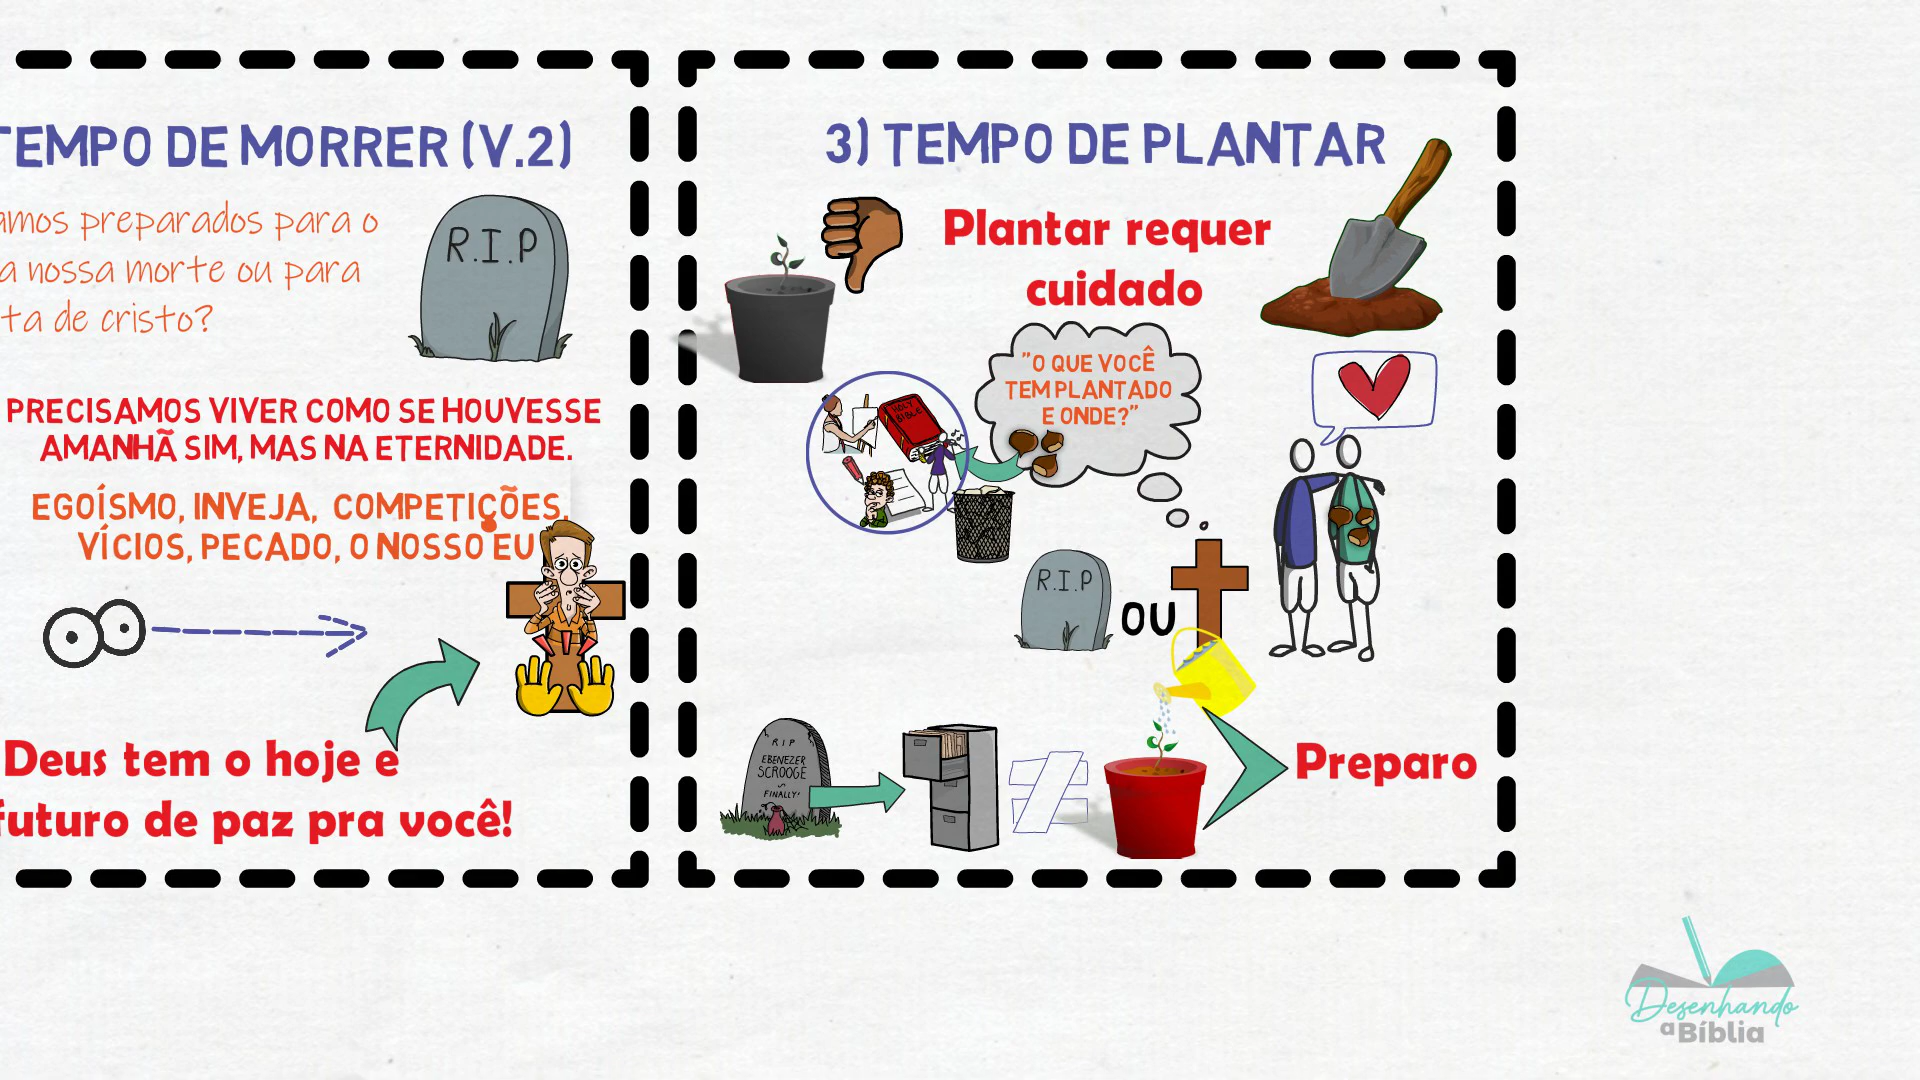 TEMPO DE MORRER (V.2)
preparados para o
a nossa morte ou para
de cristo?
R.I.P
PRECISAMOS VIVER COMO SE HOUVESSE
AMANHÃ SIM, MAS NA ETERNIDADE.
EGOÍSMO, INVEJA, COMPETIÇÕES,
VÍCIOS, PECADO, O NOSSO EU
Deus tem o hoje e
futuro de paz pra você!
3) TEMPO DE PLANTAR
Plantar requer
cuidado
"O QUE VOCÊ
TEM PLANTADO
E ONDE?"
HOLY
BIBLE
R.I.P
OU
RIP
EBENEZER
SCROOGE
FINALLY'
≠
Preparo
Desenhando
a Bíblia